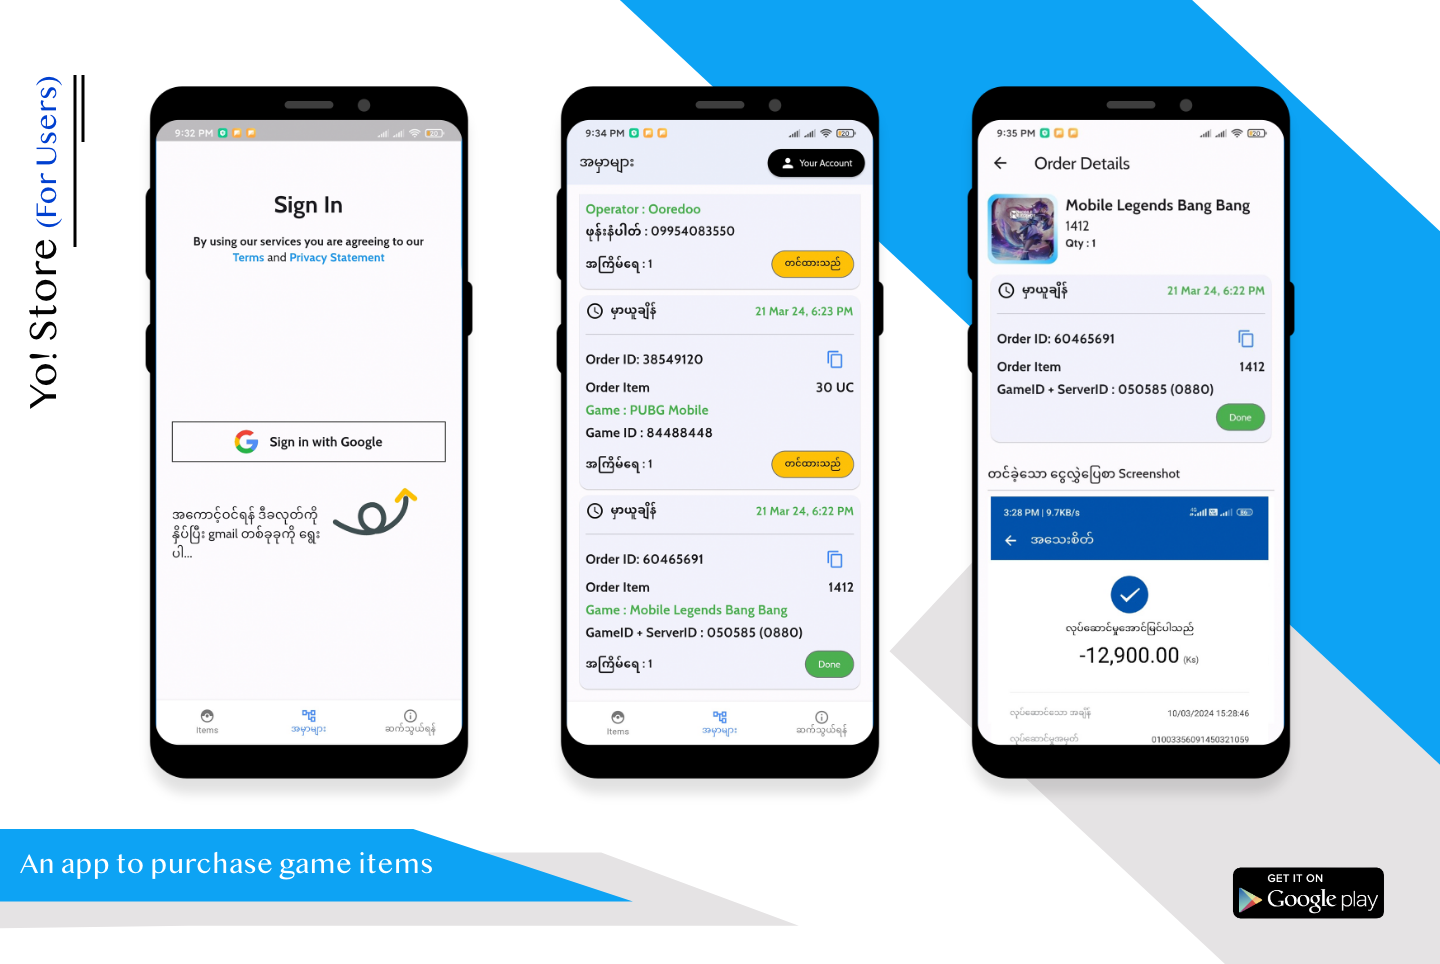 Yo! Store (For Users)
9:32 PM
20
Sign In
By using our services you are agreeing to our
Terms and Privacy Statement
Sign in with Google
အကောင့်ဝင်ရန် ဒီခလုတ်ကို
နှိပ်ပြီး gmail တစ်ခုခုကို ရွေး
ပါ...
Items
အမှာများ
ဆက်သွယ်ရန်
9:34 PM
20
အမှာများ
Your Account
Operator : Ooredoo
ဖုန်းနံပါတ် : 09954083550
အကြိမ်ရေ : 1
တင်ထားသည်
မှာယူချိန်
21 Mar 24, 6:23 PM
Order ID: 38549120
Order Item
30 UC
Game : PUBG Mobile
Game ID : 84488448
အကြိမ်ရေ : 1
တင်ထားသည်
မှာယူချိန်
21 Mar 24, 6:22 PM
Order ID: 60465691
Order Item
1412
Game : Mobile Legends Bang Bang
GameID + ServerID : 050585 (0880)
အကြိမ်ရေ : 1
Done
Items
အမှာများ
ဆက်သွယ်ရန်
9:35 PM
20
Order Details
Mobile Legends Bang Bang
1412
Qty : 1
မှာယူချိန်
21 Mar 24, 6:22 PM
Order ID: 60465691
Order Item
1412
GameID + ServerID : 050585 (0880)
Done
တင်ခဲ့သော ငွေလွှဲပြေစာ Screenshot
3:28 PM | 9.7KB/s
အသေးစိတ်
လုပ်ဆောင်မှုအောင်မြင်ပါသည်
-12,900.00 (Ks)
လုပ်ဆောင်သော အချိန်
10/03/2024 15:28:46
လုပ်ဆောင်မှုအမှတ်
01003356091450321059
An app to purchase game items
GET IT ON
Google play